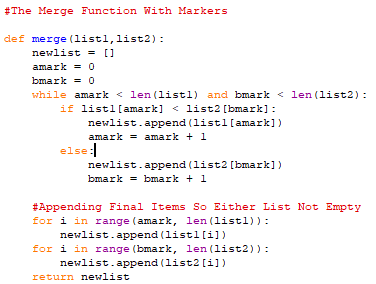 #The Merge Function With Markers

def merge(list1,list2):
    newlist = []
    amark = 0
    bmark = 0
    while amark < len(list1) and bmark < len(list2):
        if list1[amark] < list2[bmark]:
            newlist.append(list1[amark])
            amark = amark + 1
        else:
            newlist.append(list2[bmark])
            bmark = bmark + 1

    #Appending Final Items So Either List Not Empty
    for i in range(amark, len(list1)):
        newlist.append(list1[i])
    for i in range(bmark, len(list2)):
        newlist.append(list2[i])
    return newlist